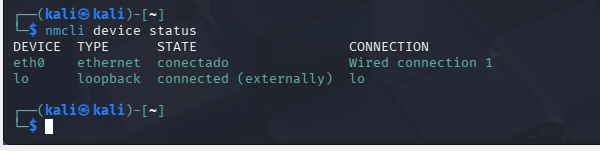 ┌──(kali㉿kali)-[~]
└─$ nmcli device status
DEVICE  TYPE      STATE                   CONNECTION
eth0    ethernet  conectado               Wired connection 1
lo      loopback  connected (externally)  lo

┌──(kali㉿kali)-[~]
└─$